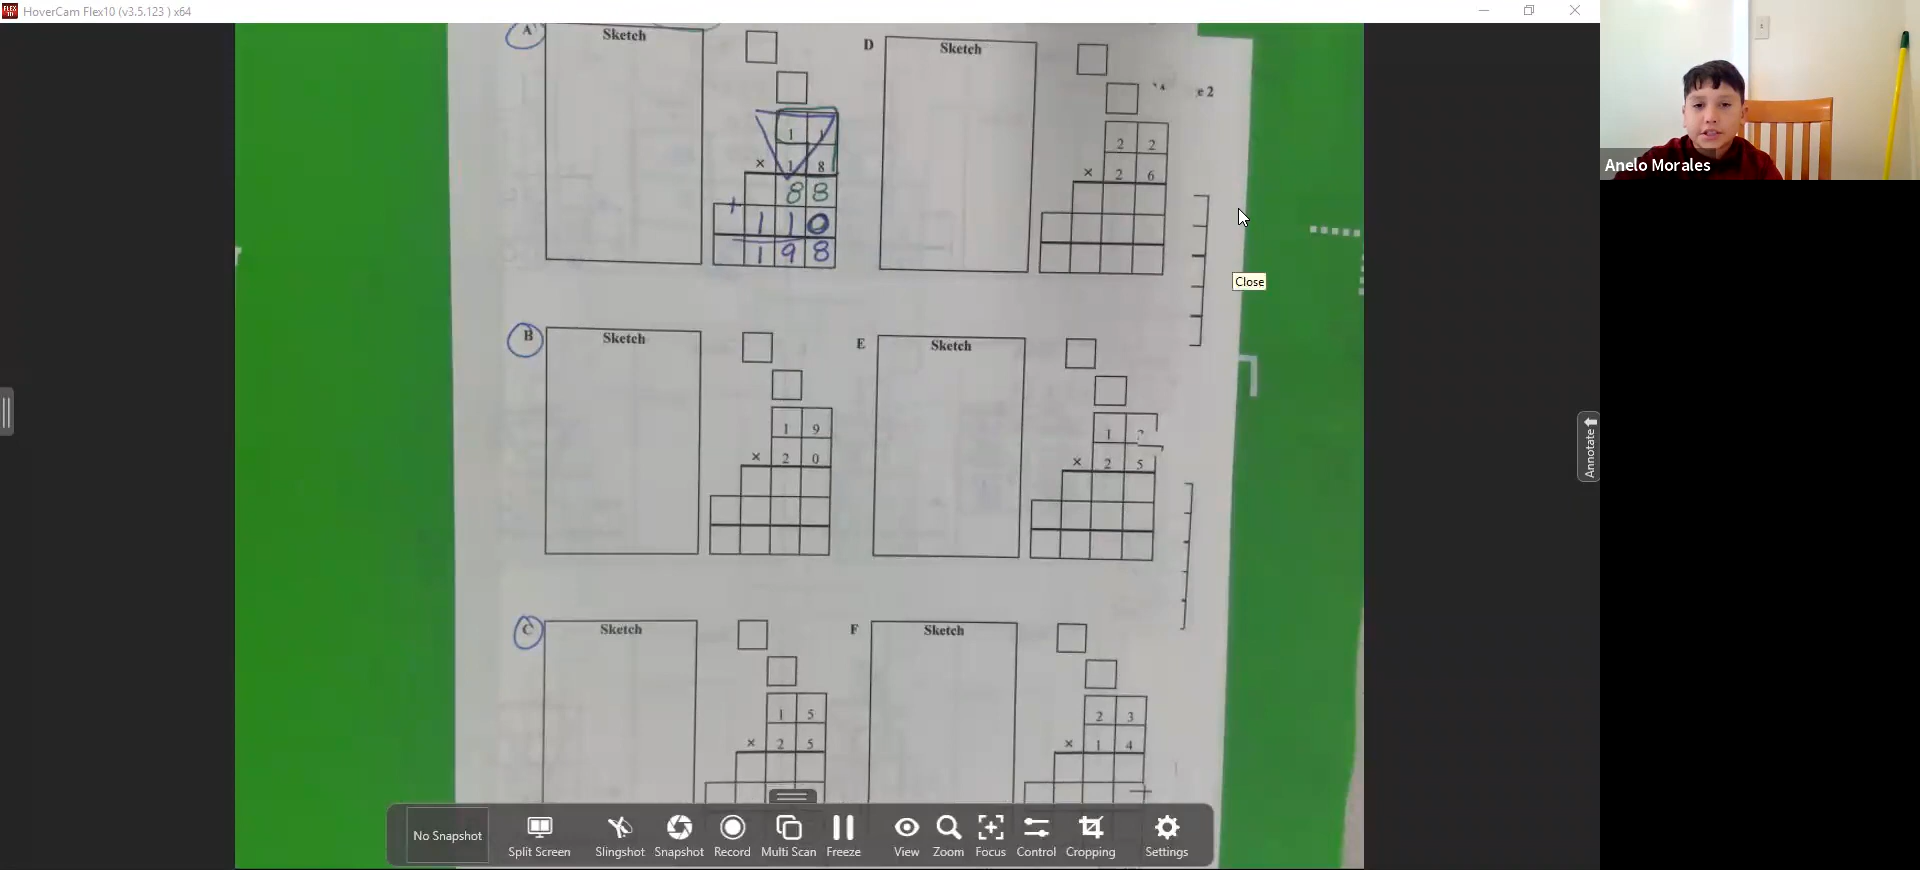 HoverCam Flex10 (v3.5.123 ) x64
Anelo Morales
A Sketch
1 1
× 1 8
8 8
+ 1 1 0
1 9 8
D Sketch
e 2
2 2
× 2 6
Close
B Sketch
1 9
× 2 0
E Sketch
1
× 2 5
Annotate
C Sketch
1 5
× 2 5
F Sketch
2 3
× 1 4
No Snapshot
Split Screen
Slingshot
Snapshot
Record
Multi Scan
Freeze
View
Zoom
Focus
Control
Cropping
Settings